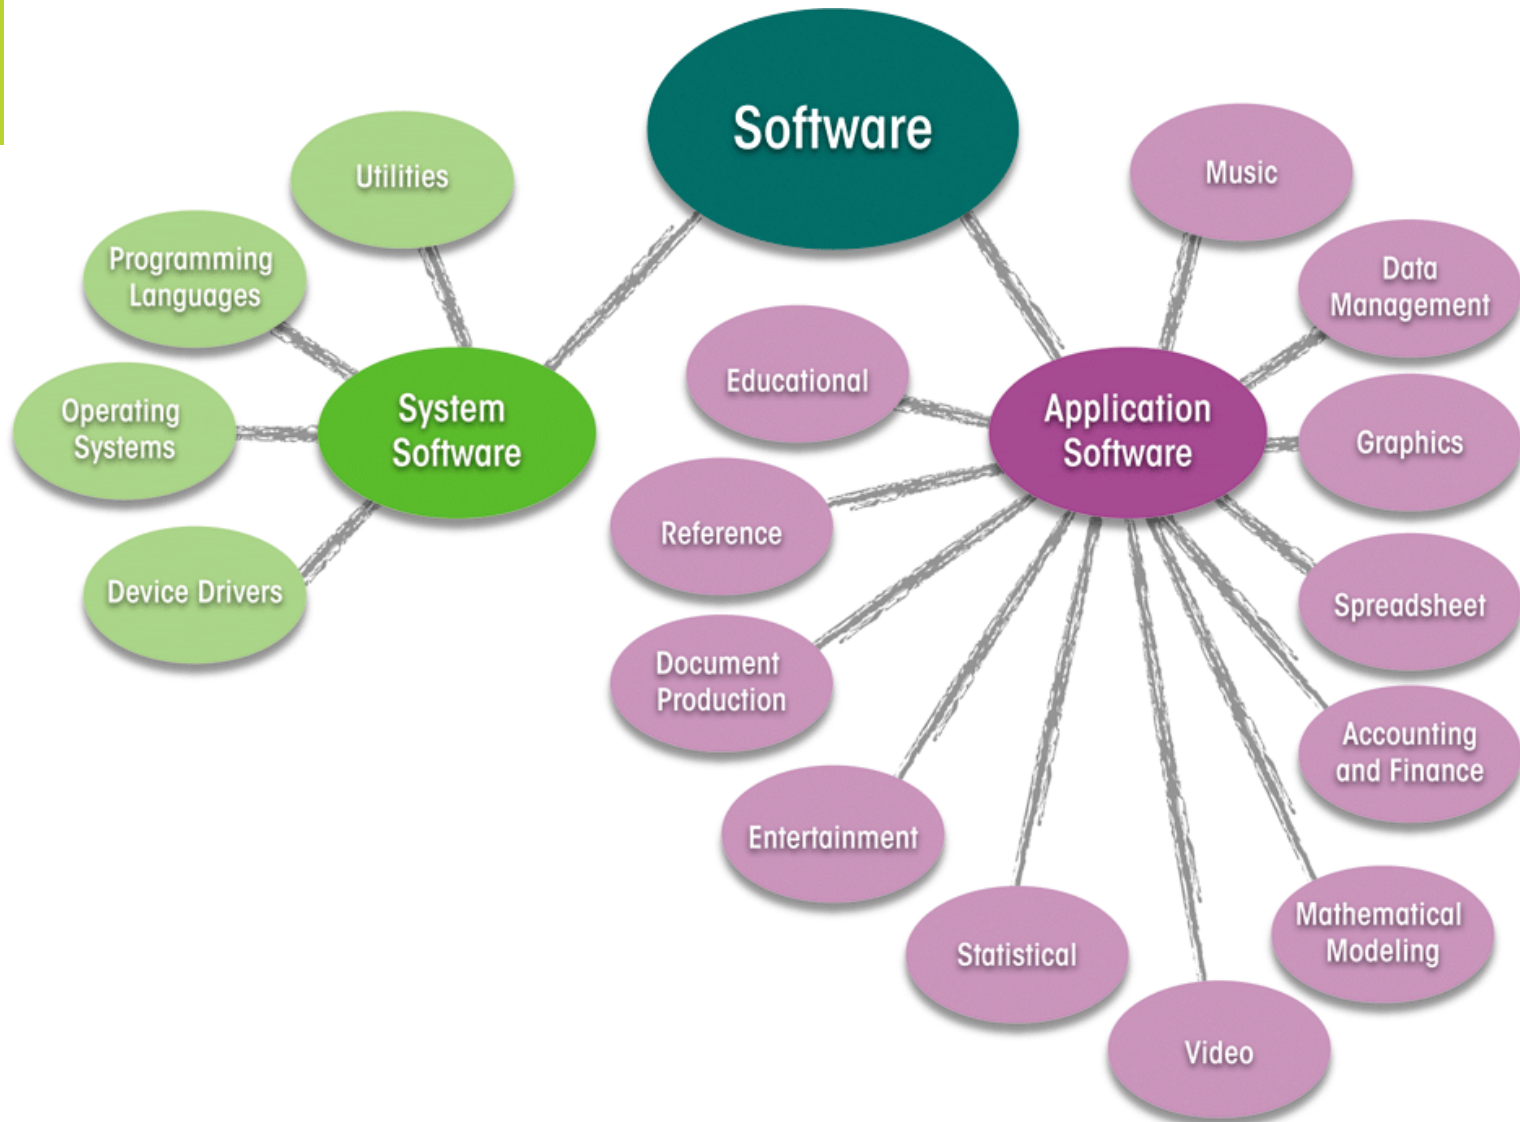 Software
Utilities
Programming
Languages
Operating
Systems
Device Drivers
System
Software
Music
Data
Management
Graphics
Spreadsheet
Accounting
and Finance
Mathematical
Modeling
Video
Statistical
Entertainment
Document
Production
Reference
Educational
Application
Software